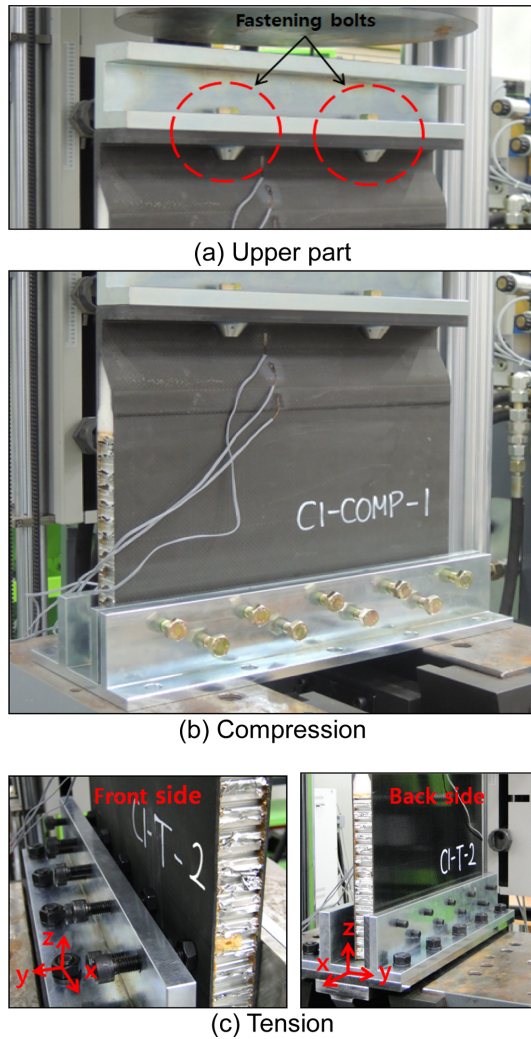 Fastening bolts
(a) Upper part
C1-COMP-1
(b) Compression
Front side
C1-T-2
z
y
x
Back side
C1-T-2
z
x
y
(c) Tension